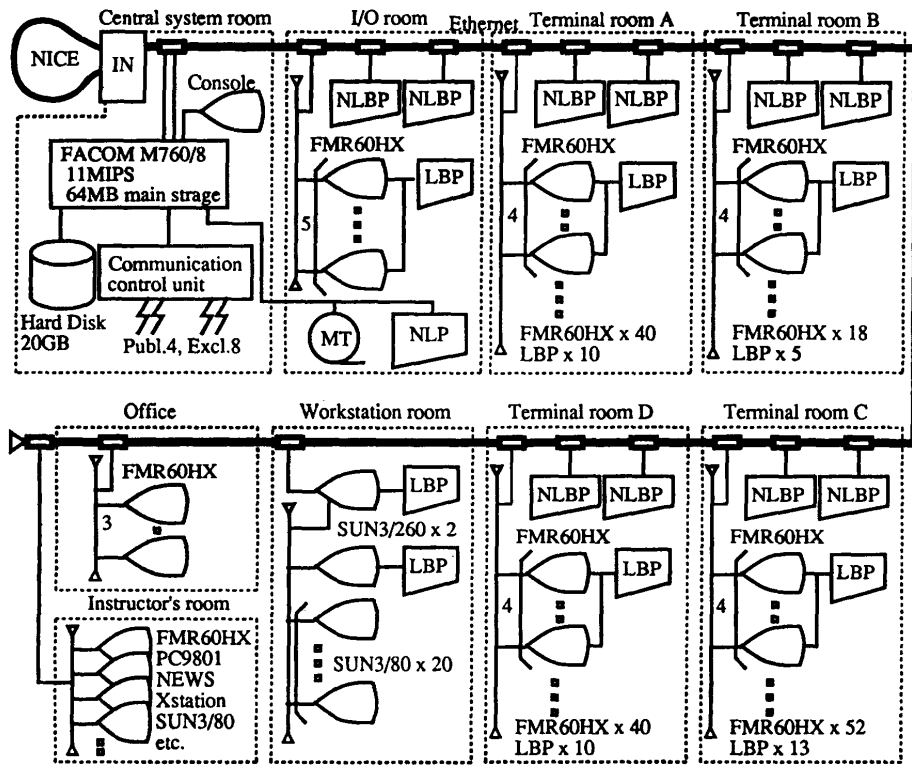 Central system room
NICE
IN
Console
FACOM M760/8
11MIPS
64MB main strage
Communication
control unit
Hard Disk
20GB
Publ.4, Excl.8
I/O room
Ethernet
NLBP
NLBP
FMR60HX
LBP
5
MT
NLP
Terminal room A
NLBP
NLBP
FMR60HX
LBP
4
FMR60HX x 40
LBP x 10
Terminal room B
NLBP
NLBP
FMR60HX
LBP
4
FMR60HX x 18
LBP x 5
Office
FMR60HX
3
Instructor's room
FMR60HX
PC9801
NEWS
Xstation
SUN3/80
etc.
Workstation room
LBP
SUN3/260 x 2
LBP
SUN3/80 x 20
Terminal room D
NLBP
NLBP
FMR60HX
LBP
4
FMR60HX x 40
LBP x 10
Terminal room C
NLBP
NLBP
FMR60HX
LBP
4
FMR60HX x 52
LBP x 13